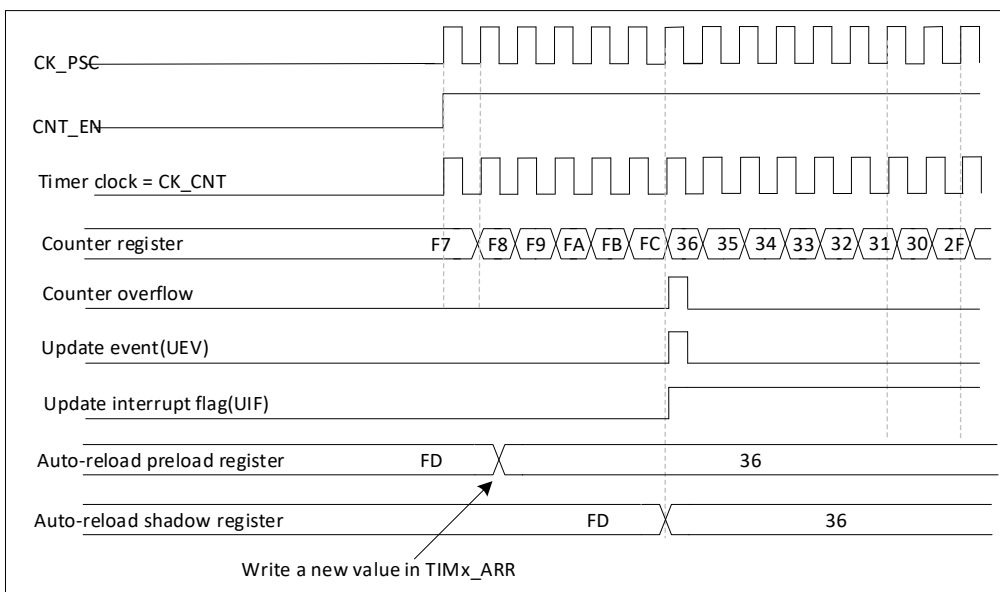 CK_PSC
CNT_EN
Timer clock = CK_CNT
Counter register F7 F8 F9 FA FB FC 36 35 34 33 32 31 30 2F
Counter overflow
Update event(UEV)
Update interrupt flag(UIF)
Auto-reload preload register FD 36
Auto-reload shadow register FD 36
Write a new value in TIMx_ARR